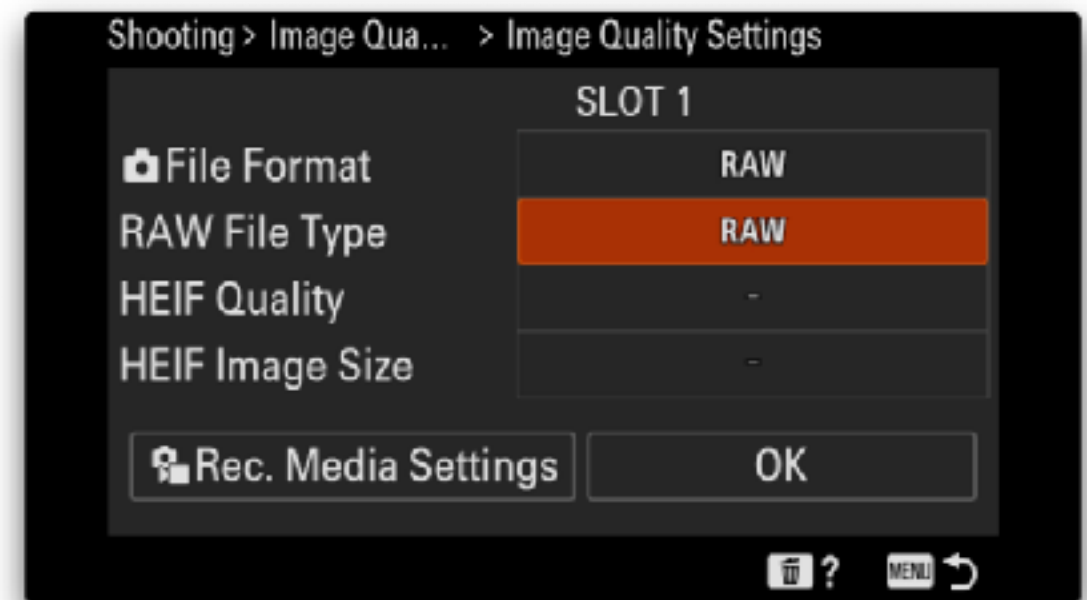 Shooting > Image Qua... > Image Quality Settings
SLOT 1
File Format RAW
RAW File Type RAW
HEIF Quality -
HEIF Image Size -
Rec. Media Settings OK
? MENU